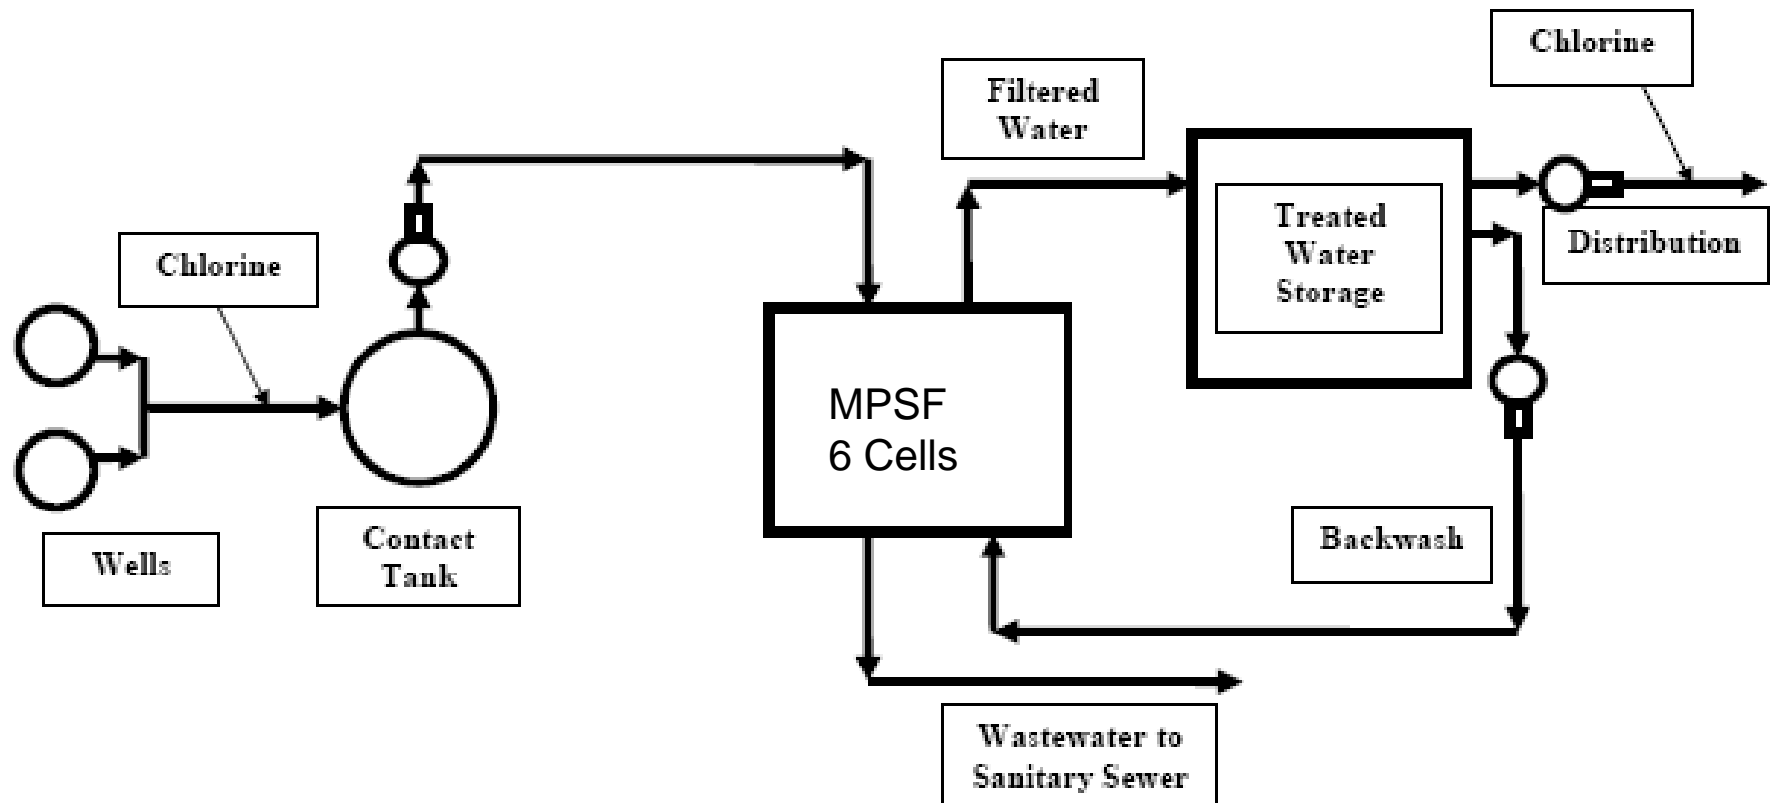 Chlorine
Filtered
Water
Treated
Water
Storage
Distribution
Chlorine
MPSF
6 Cells
Wells
Contact
Tank
Backwash
Wastewater to
Sanitary Sewer